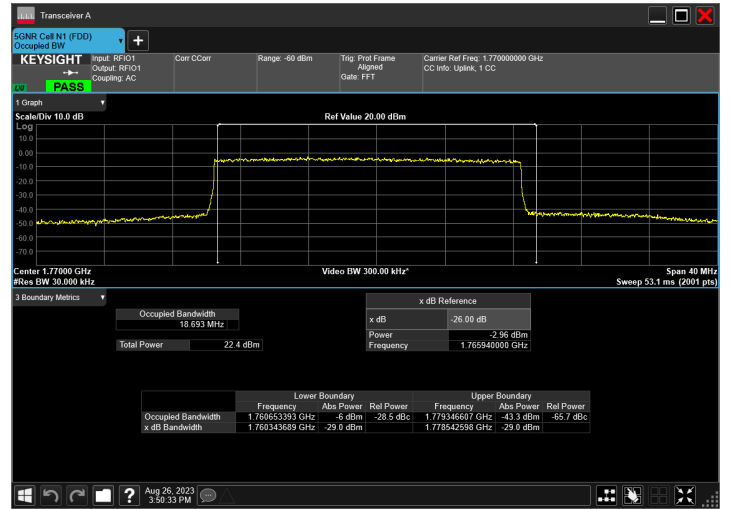 Transceiver A
5GNR Cell N1 (FDD)
Occupied BW
KEYSIGHT
Input: RFIO1
Output: RFIO1
Coupling: AC
Corr CCorr
Range: -60 dBm
Trig: Prot Frame
Aligned
Gate: FFT
Carrier Ref Freq: 1.770000000 GHz
CC Info: Uplink, 1 CC
PASS
1 Graph
Scale/Div 10.0 dB
Ref Value 20.00 dBm
Log
10.0
0.00
-10.0
-20.0
-30.0
-40.0
-50.0
-60.0
-70.0
Center 1.77000 GHz
Video BW 300.00 kHz*
Span 40 MHz
#Res BW 30.000 kHz
Sweep 53.1 ms (2001 pts)
3 Boundary Metrics
Occupied Bandwidth
18.693 MHz
Total Power 22.4 dBm
x dB Reference
x dB -26.00 dB
Power -2.96 dBm
Frequency 1.765940000 GHz
Lower Boundary Upper Boundary
Frequency Abs Power Rel Power Frequency Abs Power Rel Power
Occupied Bandwidth 1.760653393 GHz -6 dBm -28.5 dBc 1.779346607 GHz -43.3 dBm -65.7 dBc
x dB Bandwidth 1.760343689 GHz -29.0 dBm 1.778542598 GHz -29.0 dBm
Aug 26, 2023
3:50:33 PM